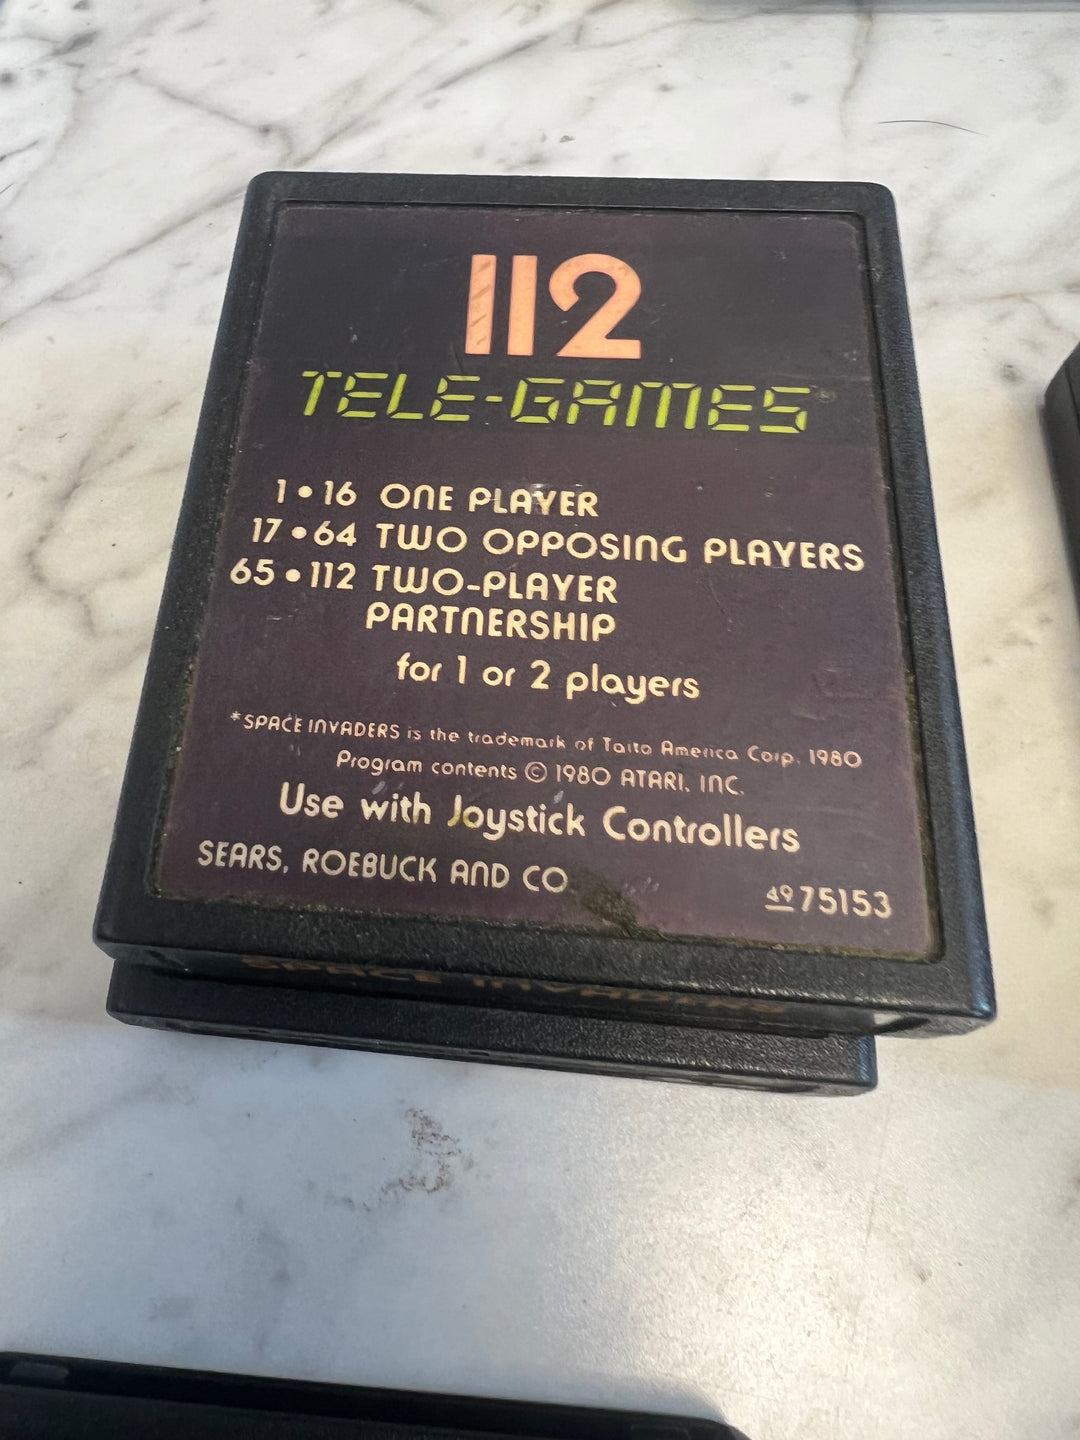 112
TELE-GAMES®
1•16 ONE PLAYER
17•64 TWO OPPOSING PLAYERS
65•112 TWO-PLAYER
PARTNERSHIP
for 1 or 2 players
*SPACE INVADERS is the trademark of Taito America Corp. 1980
Program contents © 1980 ATARI, INC.
Use with Joystick Controllers
SEARS, ROEBUCK AND CO
49 75153
SPACE INVADERS